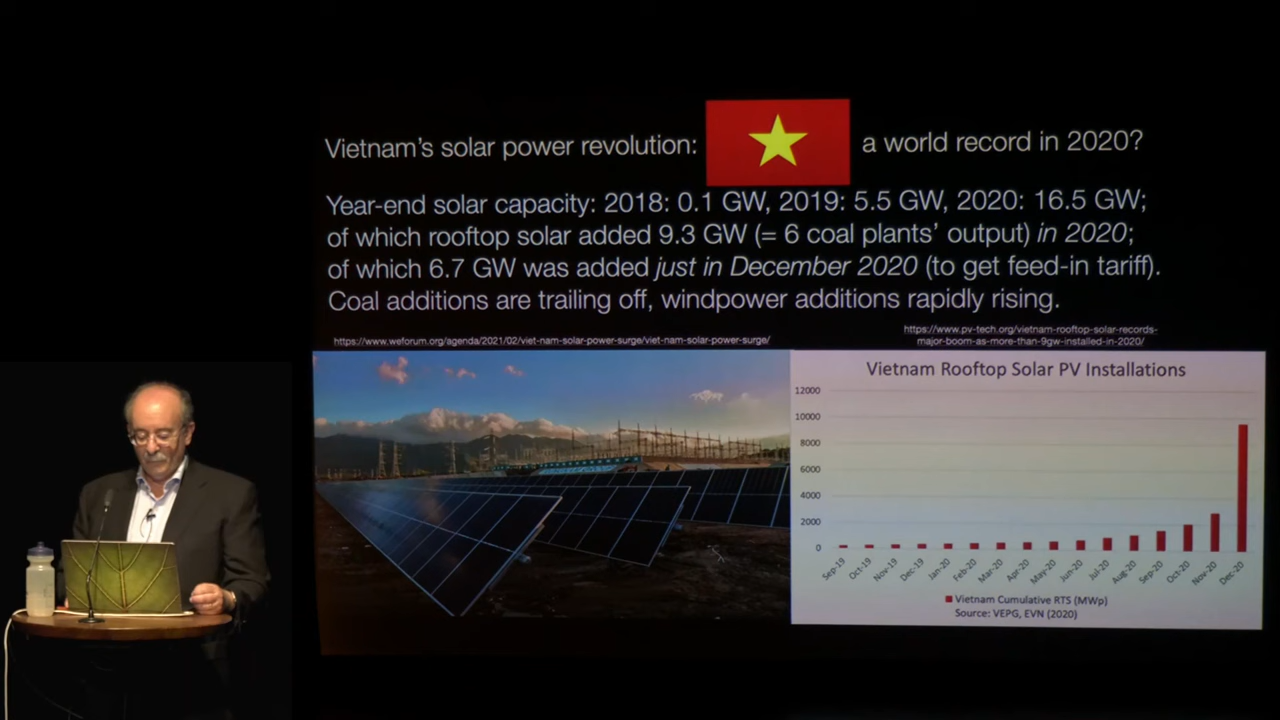 Vietnam's solar power revolution: a world record in 2020?
Year-end solar capacity: 2018: 0.1 GW, 2019: 5.5 GW, 2020: 16.5 GW;
of which rooftop solar added 9.3 GW (= 6 coal plants' output) in 2020;
of which 6.7 GW was added just in December 2020 (to get feed-in tariff).
Coal additions are trailing off, windpower additions rapidly rising.
https://www.weforum.org/agenda/2021/02/viet-nam-solar-power-surge/viet-nam-solar-power-surge/
https://www.pv-tech.org/vietnam-rooftop-solar-records-
major-boom-as-more-than-9gw-installed-in-2020/
Vietnam Rooftop Solar PV Installations
12000
10000
8000
6000
4000
2000
0
Sep-19 Oct-19 Nov-19 Dec-19 Jan-20 Feb-20 Mar-20 Apr-20 May-20 Jun-20 Jul-20 Aug-20 Sep-20 Oct-20 Nov-20 Dec-20
Vietnam Cumulative RTS (MWp)
Source: VEPG, EVN (2020)